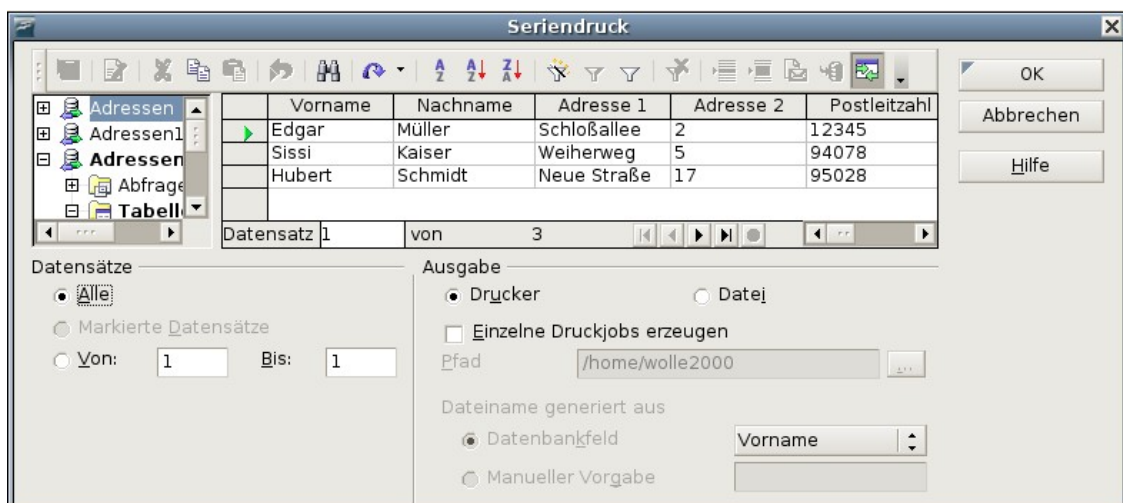 Seriendruck
OK
Abbrechen
Hilfe
Adressen
Adressen1
Adressen
Abfrage
Tabelle
Vorname Nachname Adresse 1 Adresse 2 Postleitzahl
Edgar Müller Schloßallee 2 12345
Sissi Kaiser Weiherweg 5 94078
Hubert Schmidt Neue Straße 17 95028
Datensatz 1 von 3
Datensätze
Alle
Markierte Datensätze
Von: 1 Bis: 1
Ausgabe
Drucker Datei
Einzelne Druckjobs erzeugen
Pfad /home/wolle2000 ...
Dateiname generiert aus
Datenbankfeld Vorname
Manueller Vorgabe